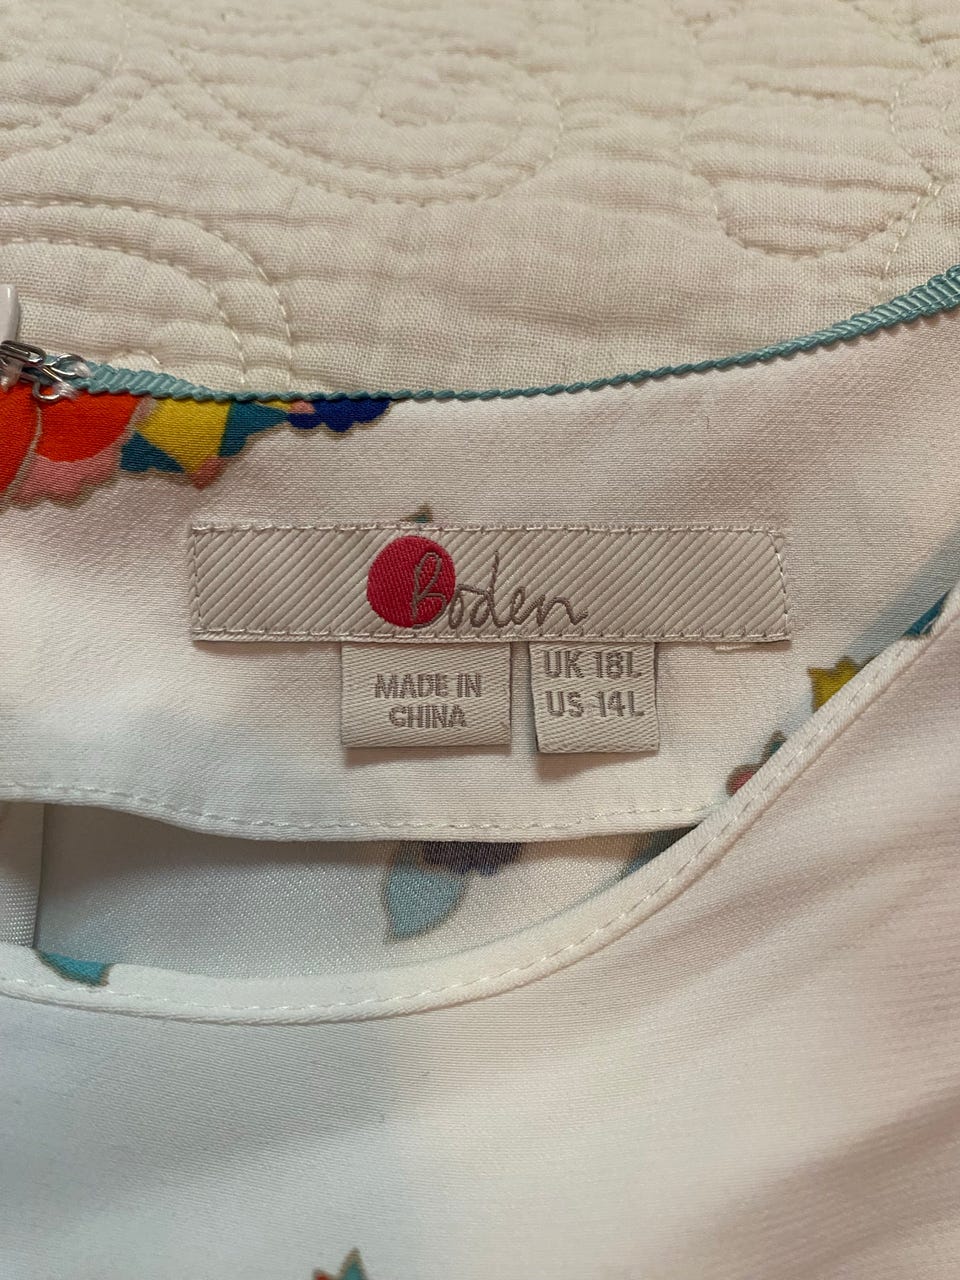 Boden
MADE IN
CHINA
UK 18L
US 14L